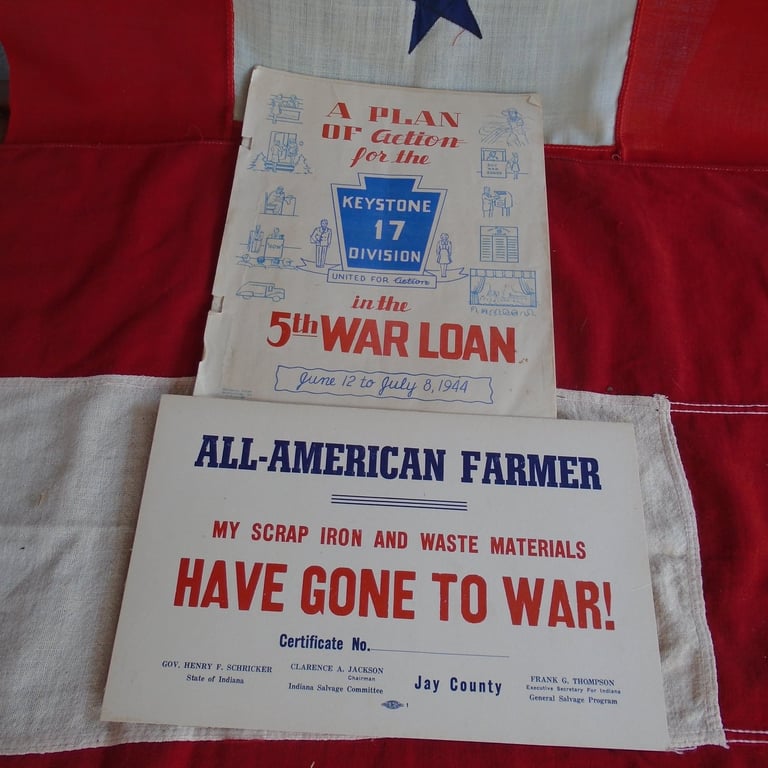 A PLAN
OF Action
for the
KEYSTONE
17
DIVISION
UNITED FOR Action
in the
5th WAR LOAN
June 12 to July 8, 1944
ALL-AMERICAN FARMER
MY SCRAP IRON AND WASTE MATERIALS
HAVE GONE TO WAR!
Certificate No.
GOV. HENRY F. SCHRICKER
State of Indiana
CLARENCE A. JACKSON
Chairman
Indiana Salvage Committee
Jay County
FRANK G. THOMPSON
Executive Secretary For Indiana
General Salvage Program